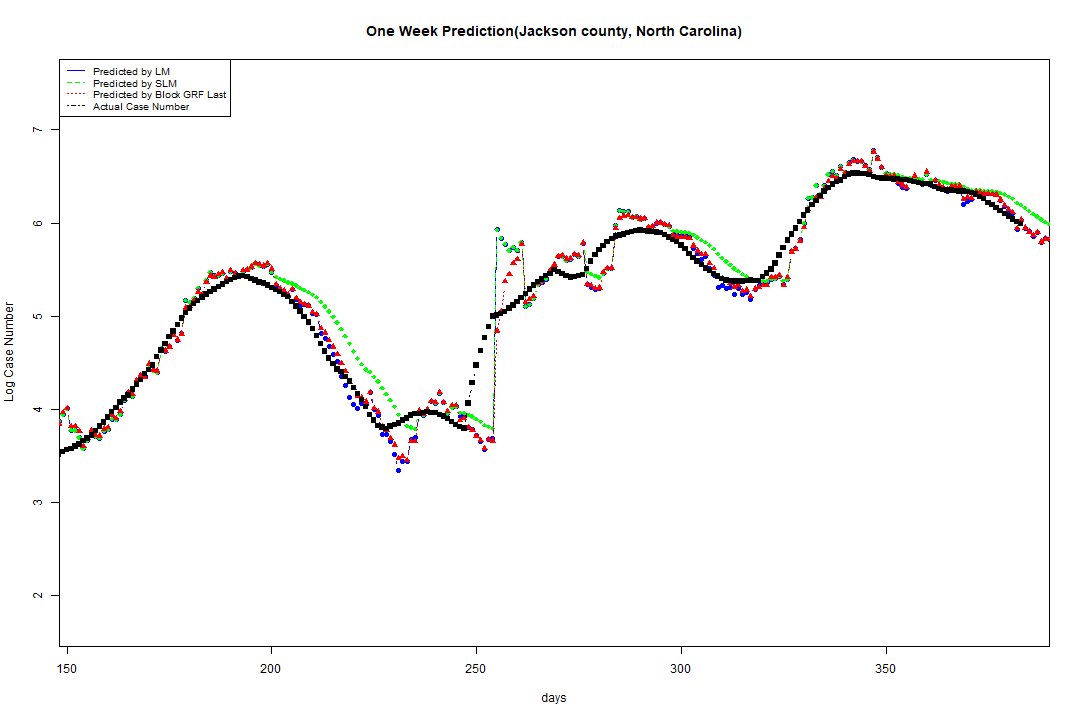 One Week Prediction(Jackson county, North Carolina)
Predicted by LM
Predicted by SLM
Predicted by Block GRF Last
Actual Case Number
7
6
5
4
3
2
Log Case Number
150 200 250 300 350
days